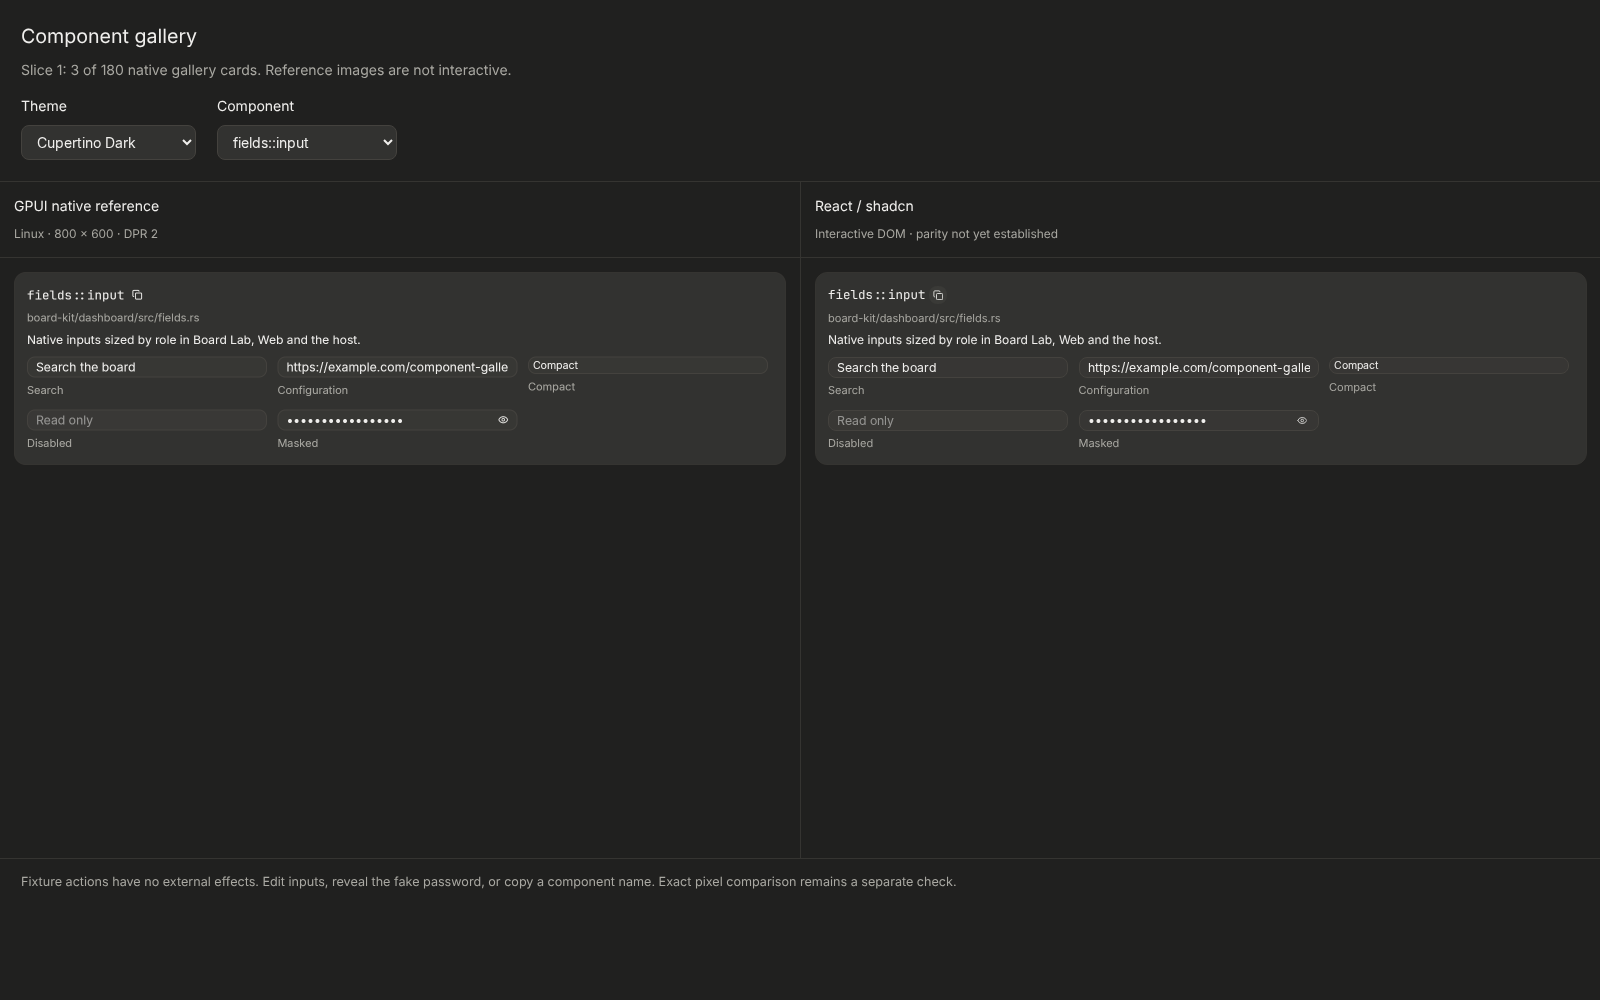 Component gallery
Slice 1: 3 of 180 native gallery cards. Reference images are not interactive.
Theme
Component
Cupertino Dark
fields::input
GPUI native reference
Linux · 800 × 600 · DPR 2
fields::input
board-kit/dashboard/src/fields.rs
Native inputs sized by role in Board Lab, Web and the host.
Search the board
https://example.com/component-galle
Compact
Search
Configuration
Compact
Read only
•••••••••••••••••
Disabled
Masked
React / shadcn
Interactive DOM · parity not yet established
fields::input
board-kit/dashboard/src/fields.rs
Native inputs sized by role in Board Lab, Web and the host.
Search the board
https://example.com/component-galle
Compact
Search
Configuration
Compact
Read only
•••••••••••••••••
Disabled
Masked
Fixture actions have no external effects. Edit inputs, reveal the fake password, or copy a component name. Exact pixel comparison remains a separate check.